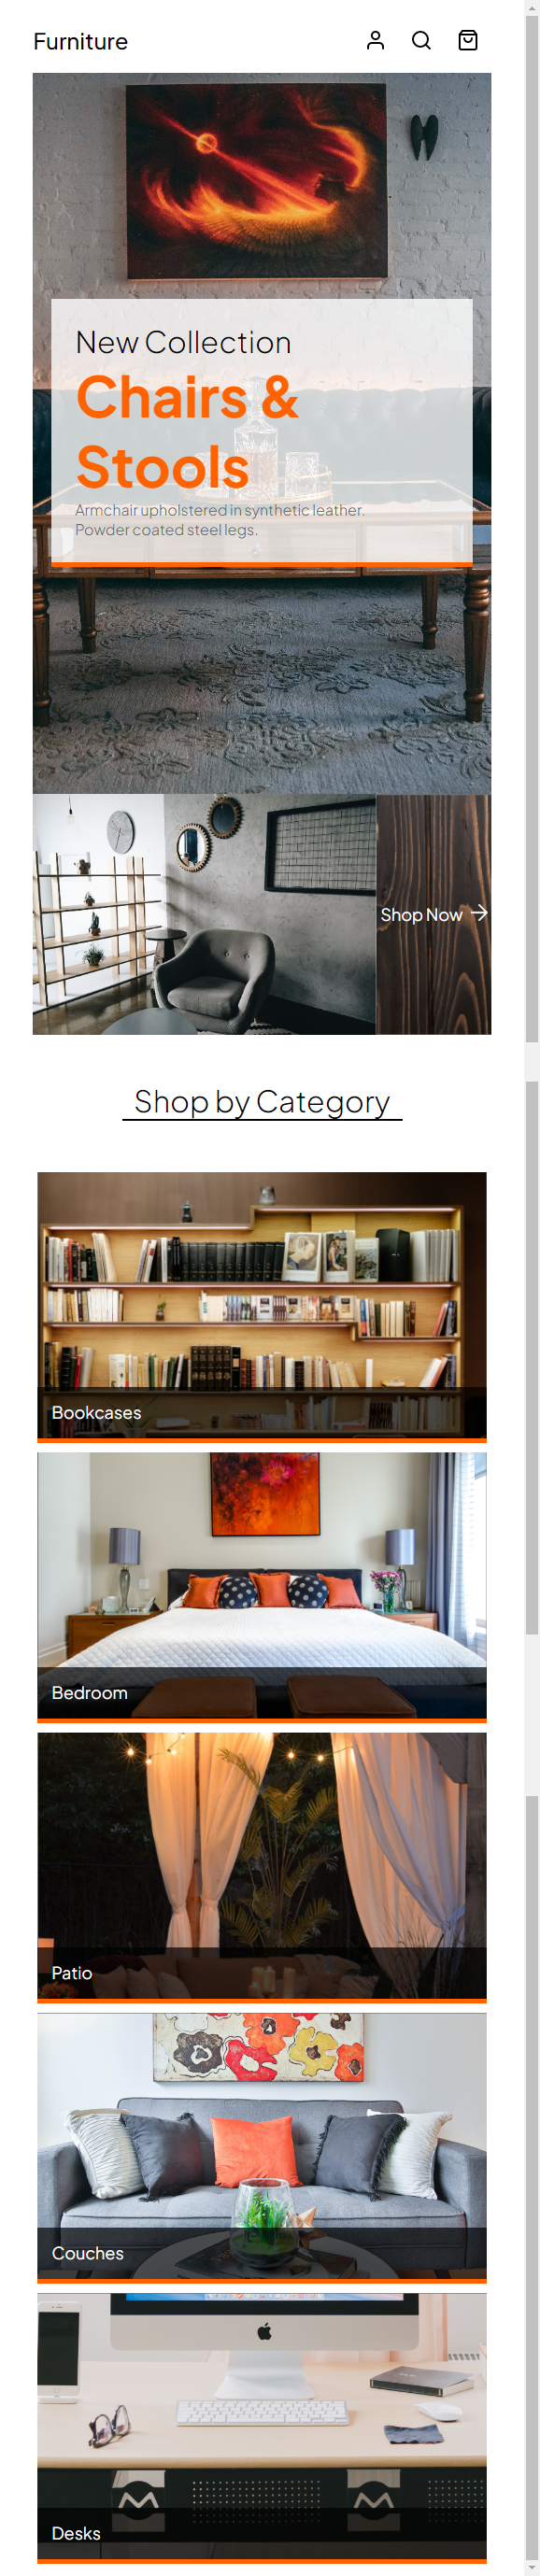 Furniture
New Collection
Chairs &
Stools
Armchair upholstered in synthetic leather.
Powder coated steel legs.
Shop Now
Shop by Category
Bookcases
Bedroom
Patio
Couches
Desks